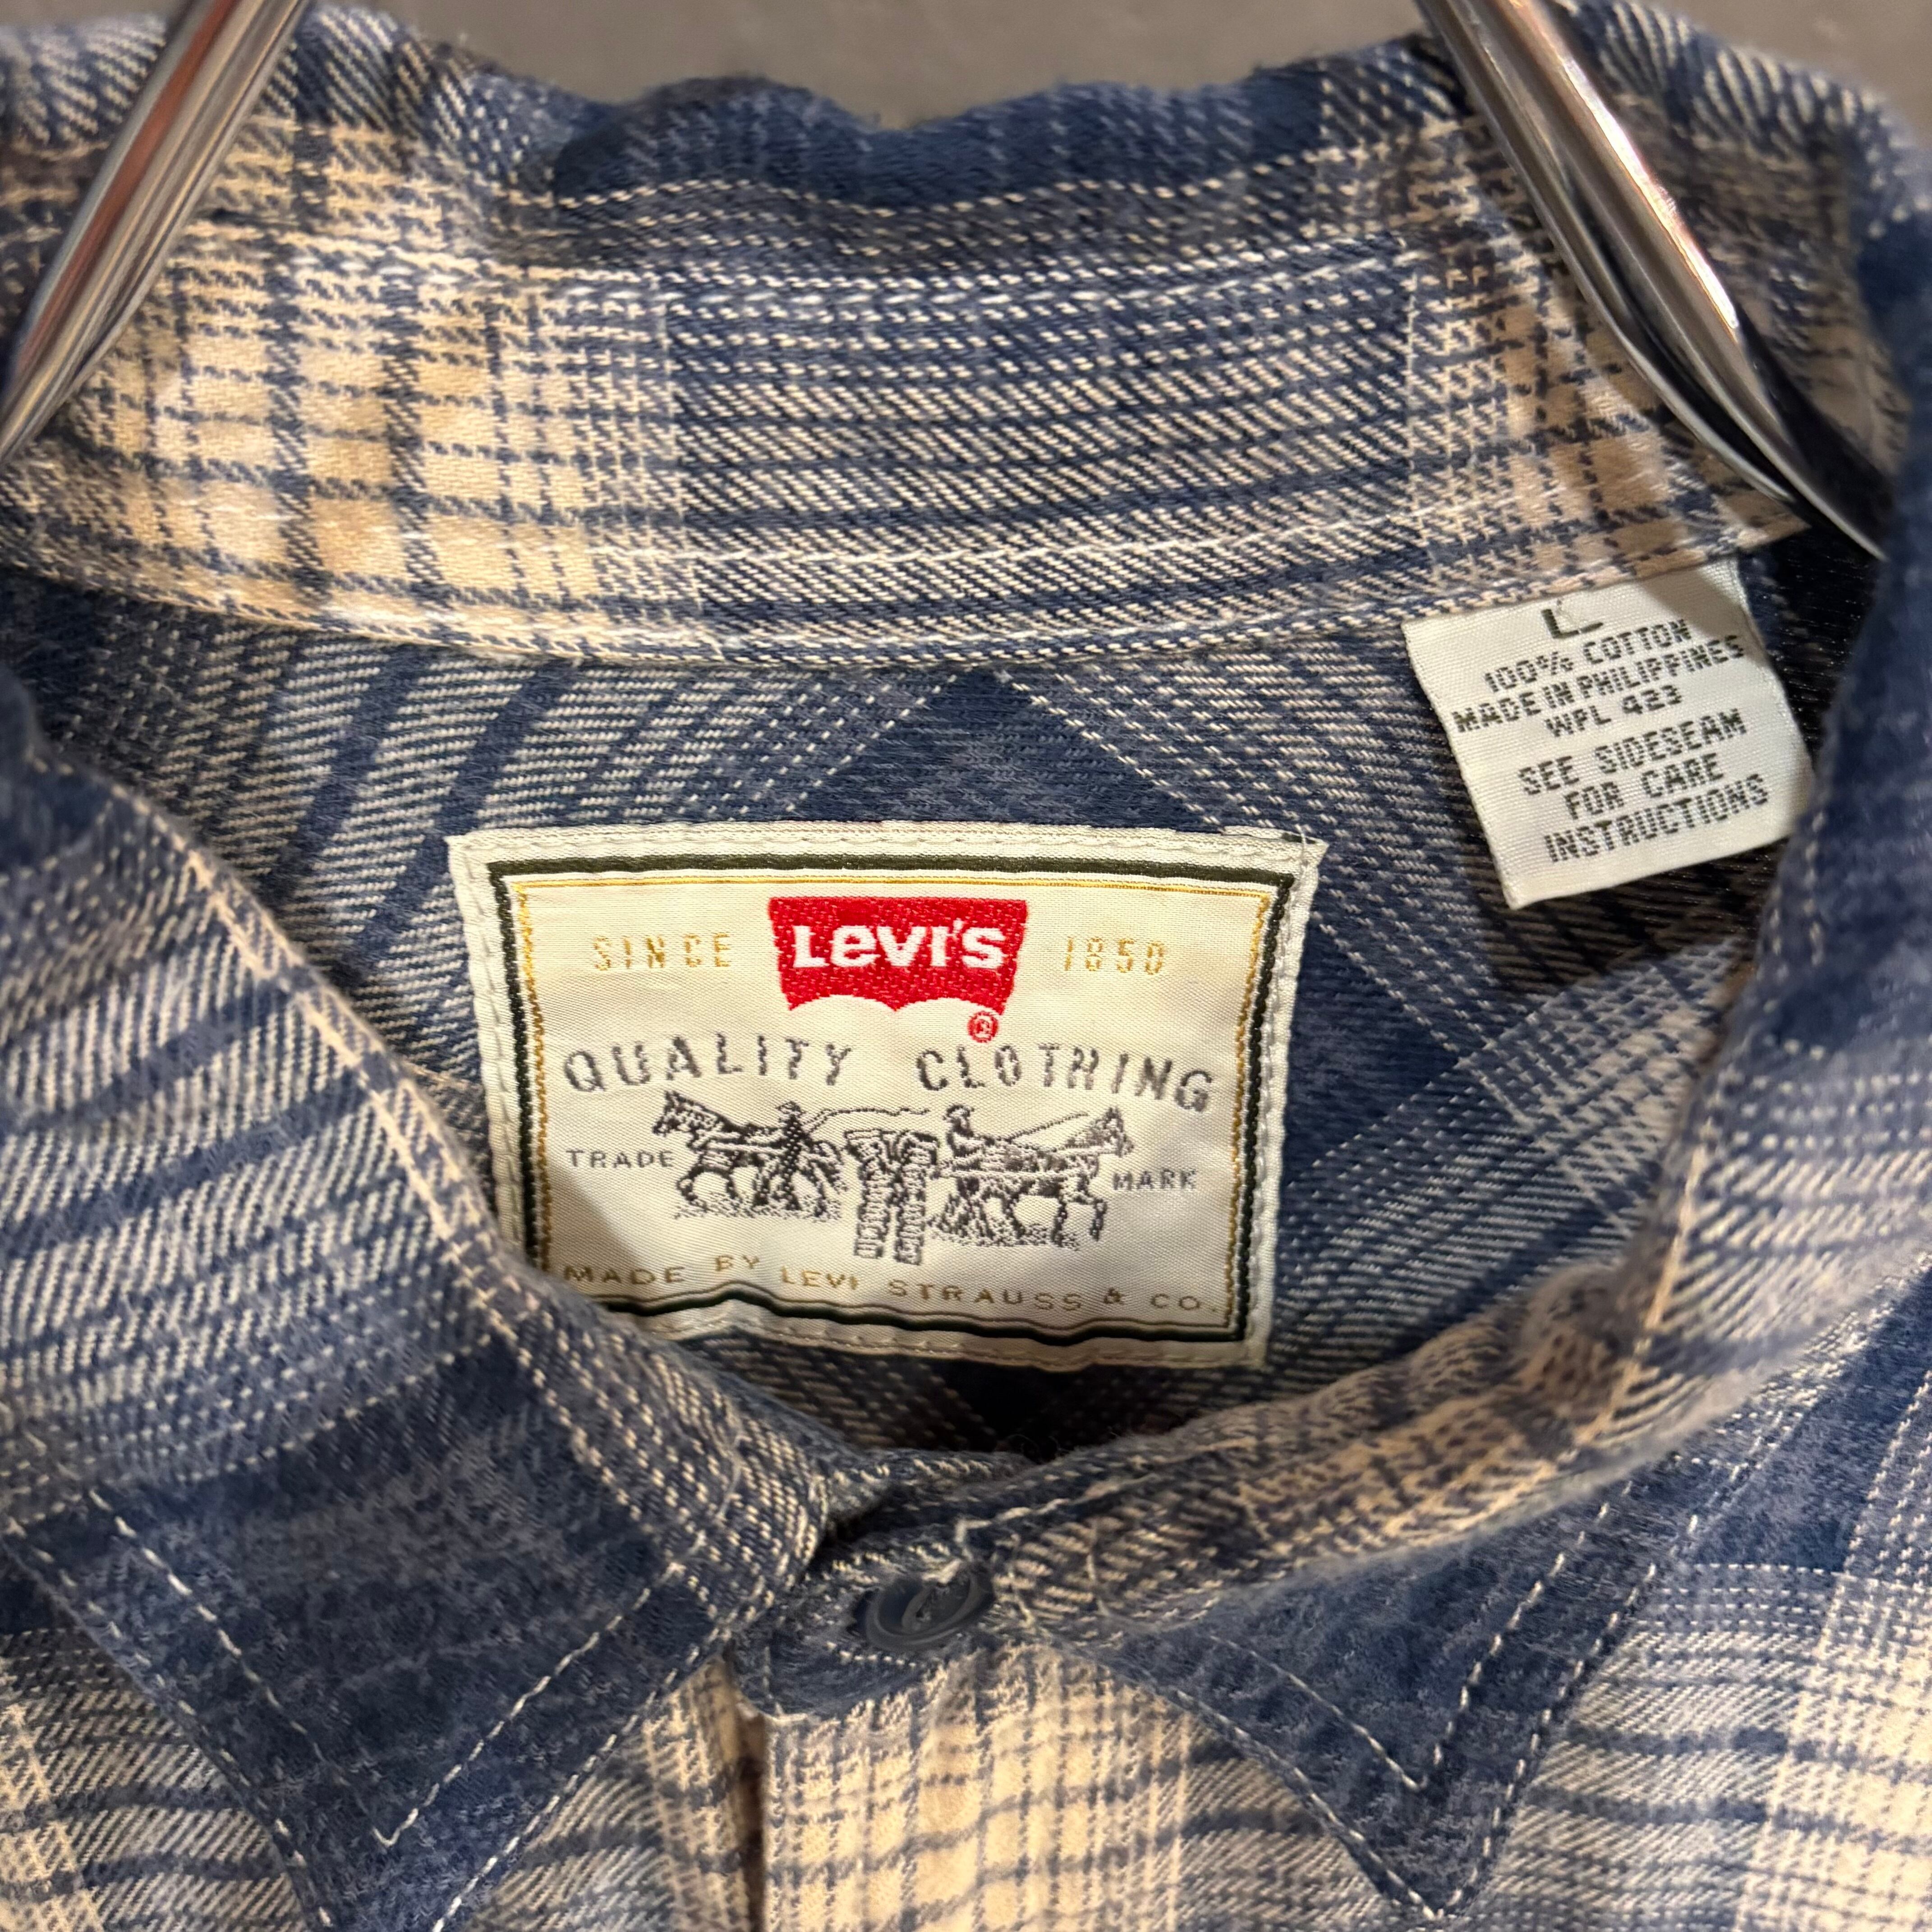 L
100% COTTON
MADE IN PHILIPPINES
WPL 423
SEE SIDESEAM
FOR CARE
INSTRUCTIONS
SINCE LEVI'S 1850
®
QUALITY CLOTHING
TRADE MARK
MADE BY LEVI STRAUSS & CO.